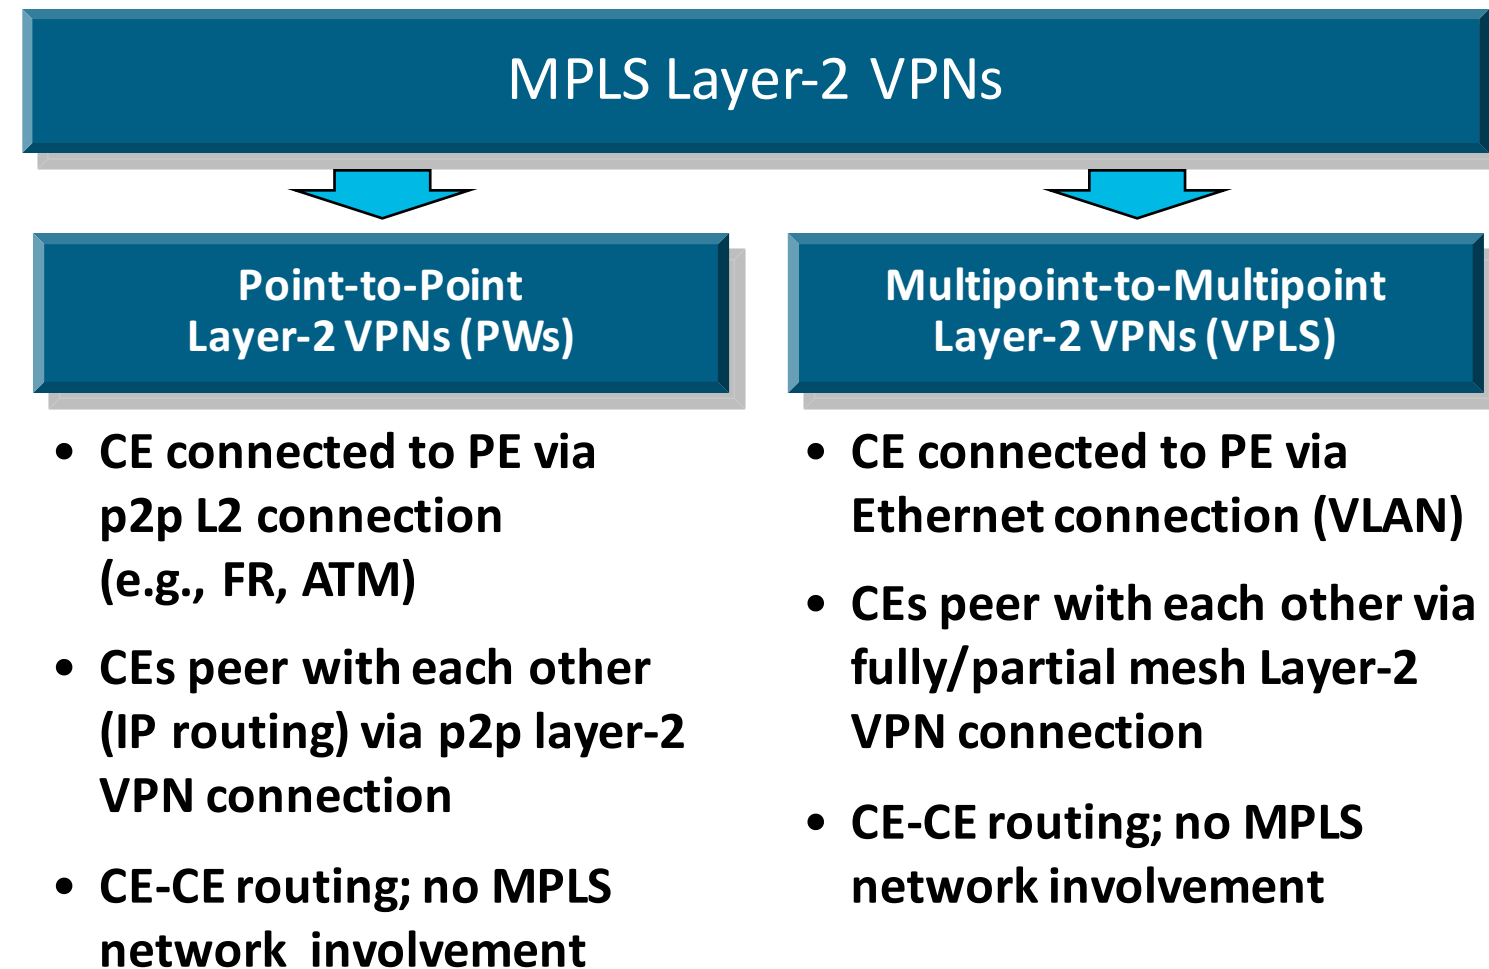 MPLS Layer-2 VPNs
Point-to-Point
Layer-2 VPNs (PWs)
• CE connected to PE via
p2p L2 connection
(e.g., FR, ATM)
• CEs peer with each other
(IP routing) via p2p layer-2
VPN connection
• CE-CE routing; no MPLS
network involvement
Multipoint-to-Multipoint
Layer-2 VPNs (VPLS)
• CE connected to PE via
Ethernet connection (VLAN)
• CEs peer with each other via
fully/partial mesh Layer-2
VPN connection
• CE-CE routing; no MPLS
network involvement